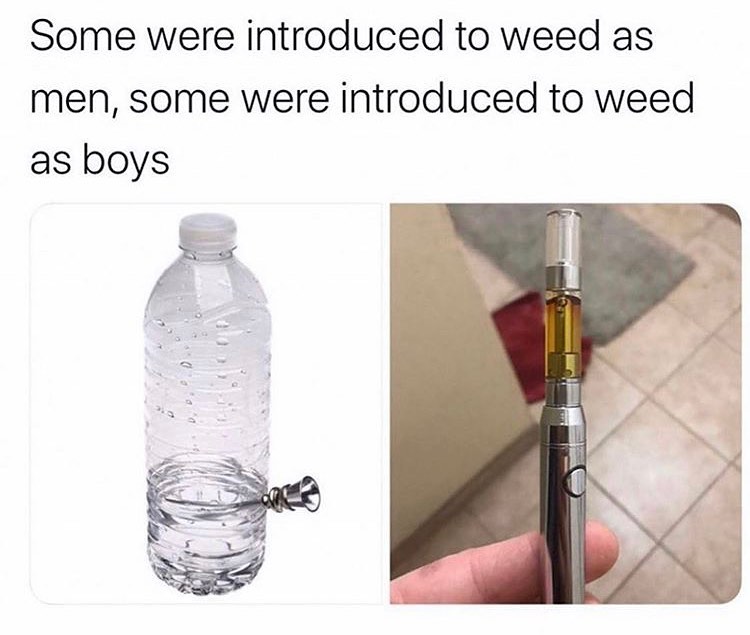 Some were introduced to weed as
men, some were introduced to weed
as boys